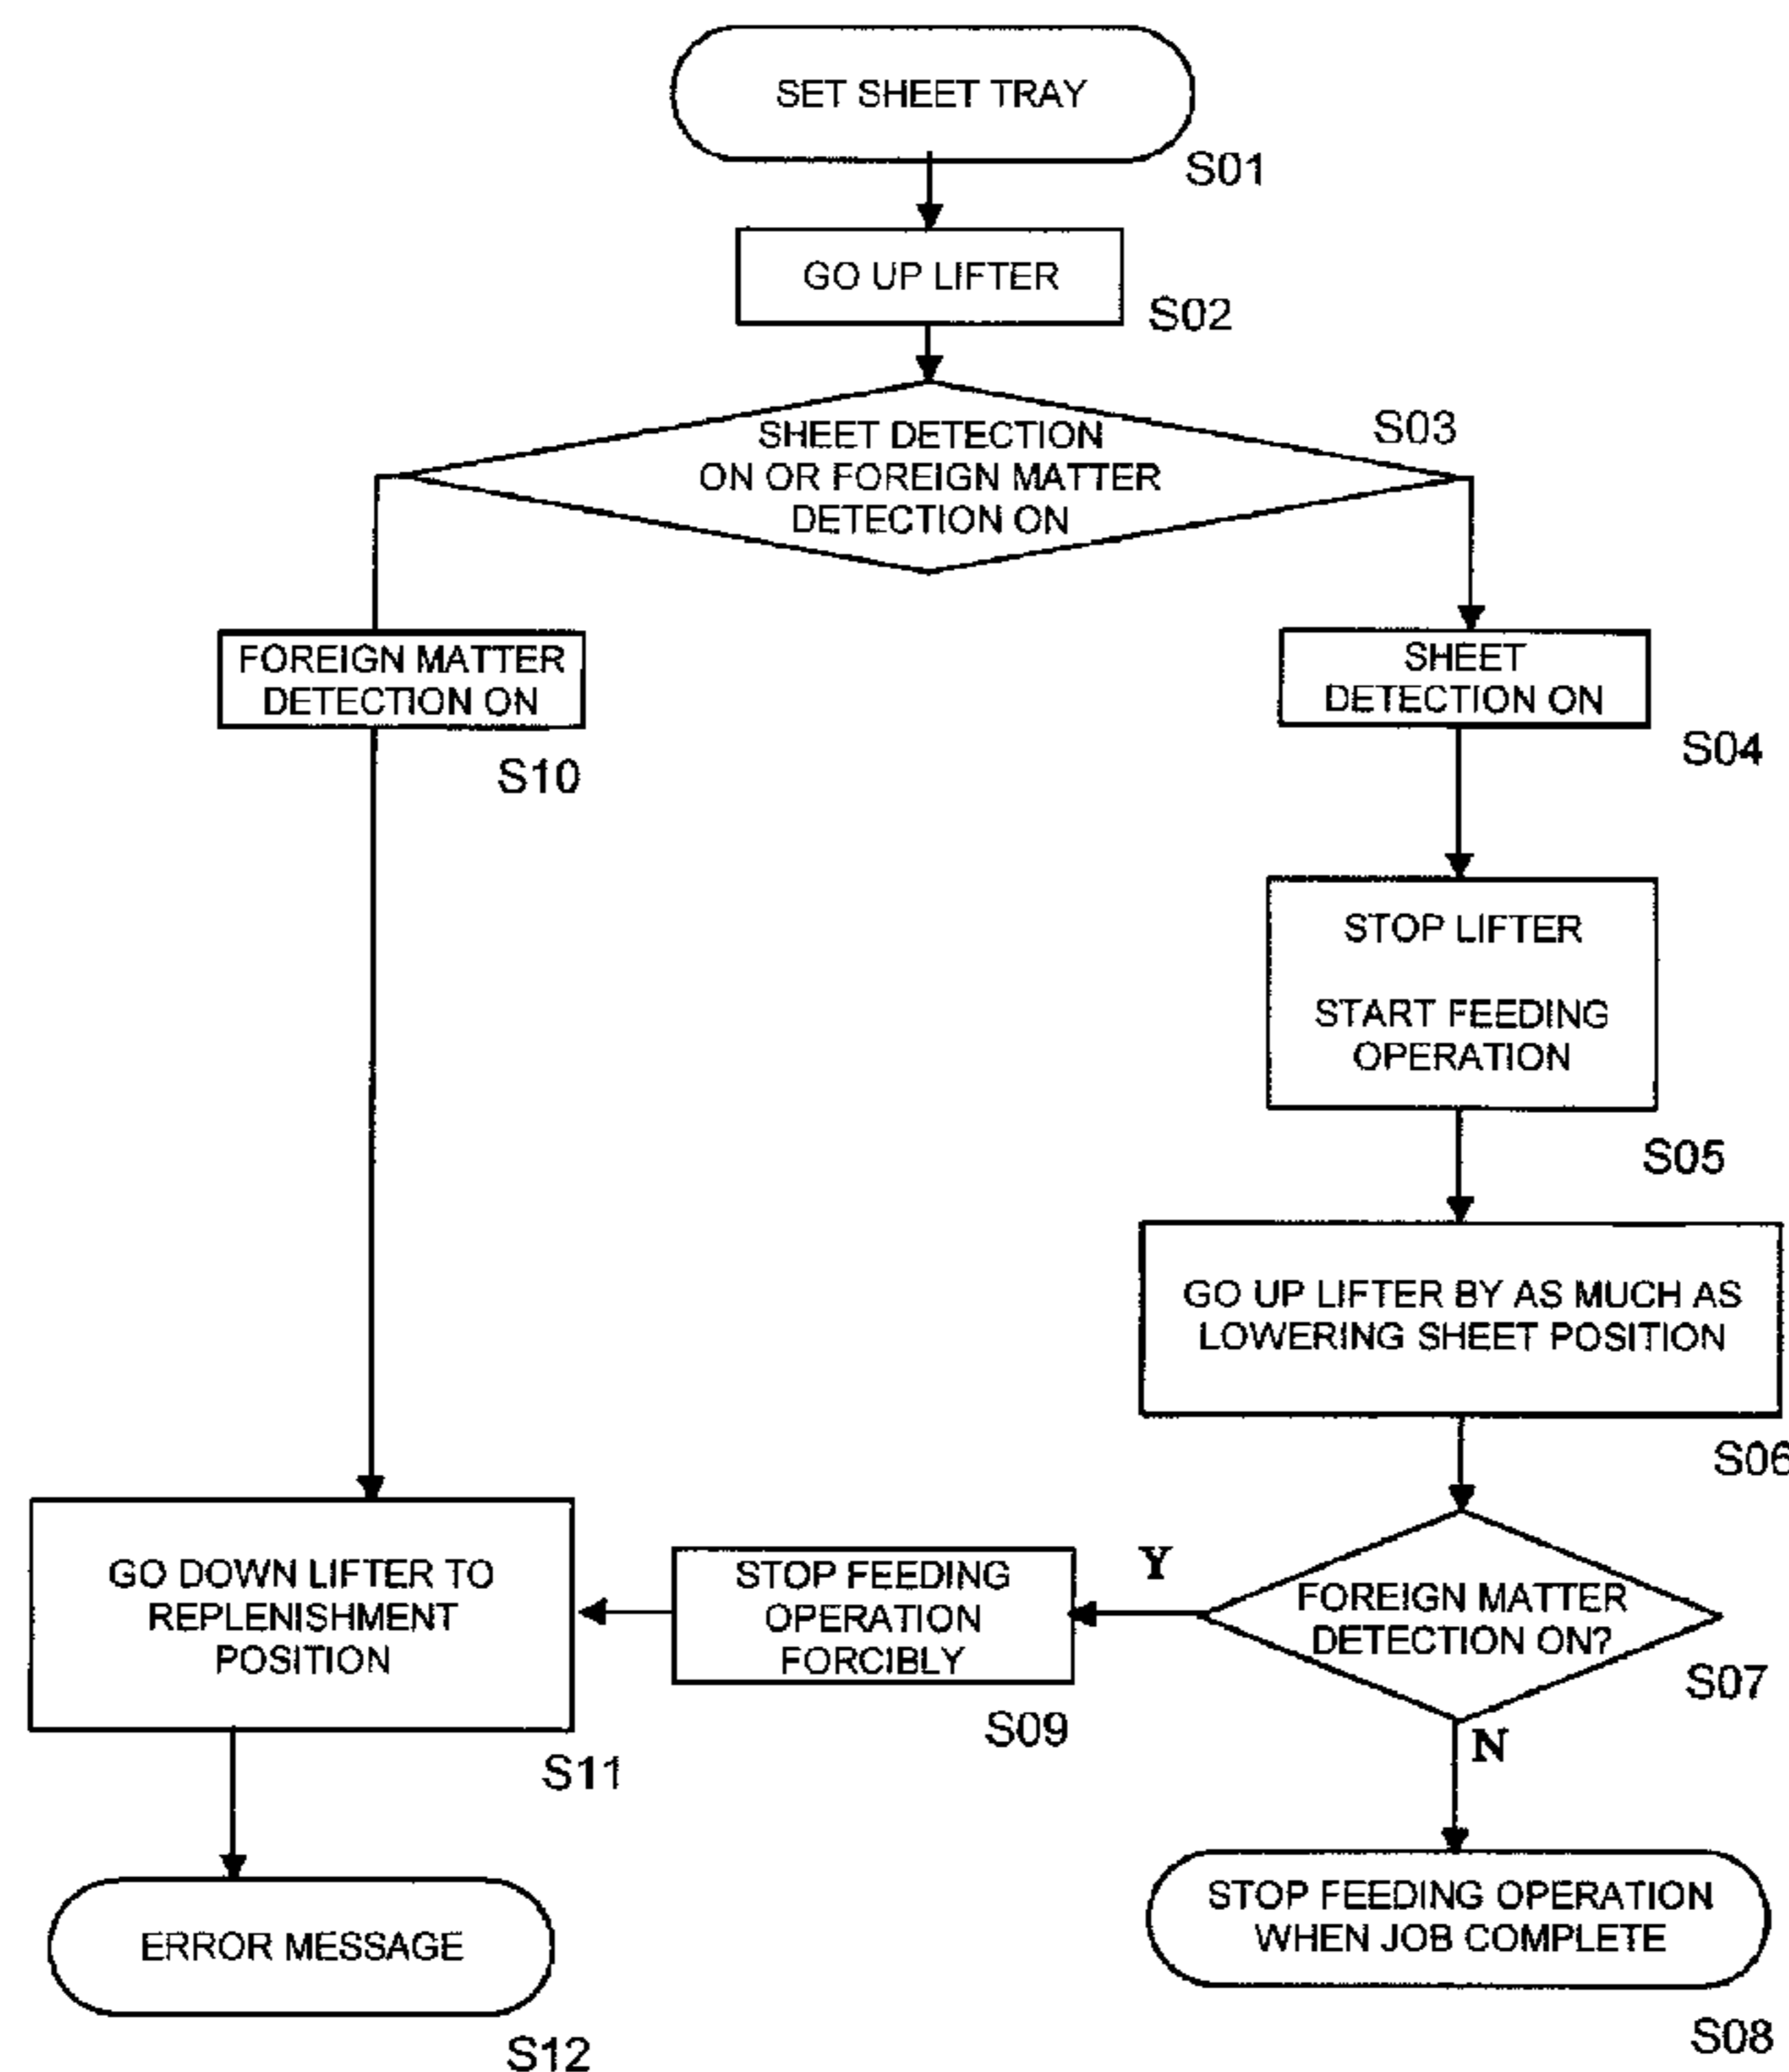 SET SHEET TRAY
S01
GO UP LIFTER
S02
SHEET DETECTION
ON OR FOREIGN MATTER
DETECTION ON
S03
FOREIGN MATTER
DETECTION ON
S10
SHEET
DETECTION ON
S04
STOP LIFTER
START FEEDING
OPERATION
S05
GO UP LIFTER BY AS MUCH AS
LOWERING SHEET POSITION
S06
FOREIGN MATTER
DETECTION ON?
S07
Y
N
STOP FEEDING
OPERATION
FORCIBLY
S09
GO DOWN LIFTER TO
REPLENISHMENT
POSITION
S11
STOP FEEDING OPERATION
WHEN JOB COMPLETE
S08
ERROR MESSAGE
S12